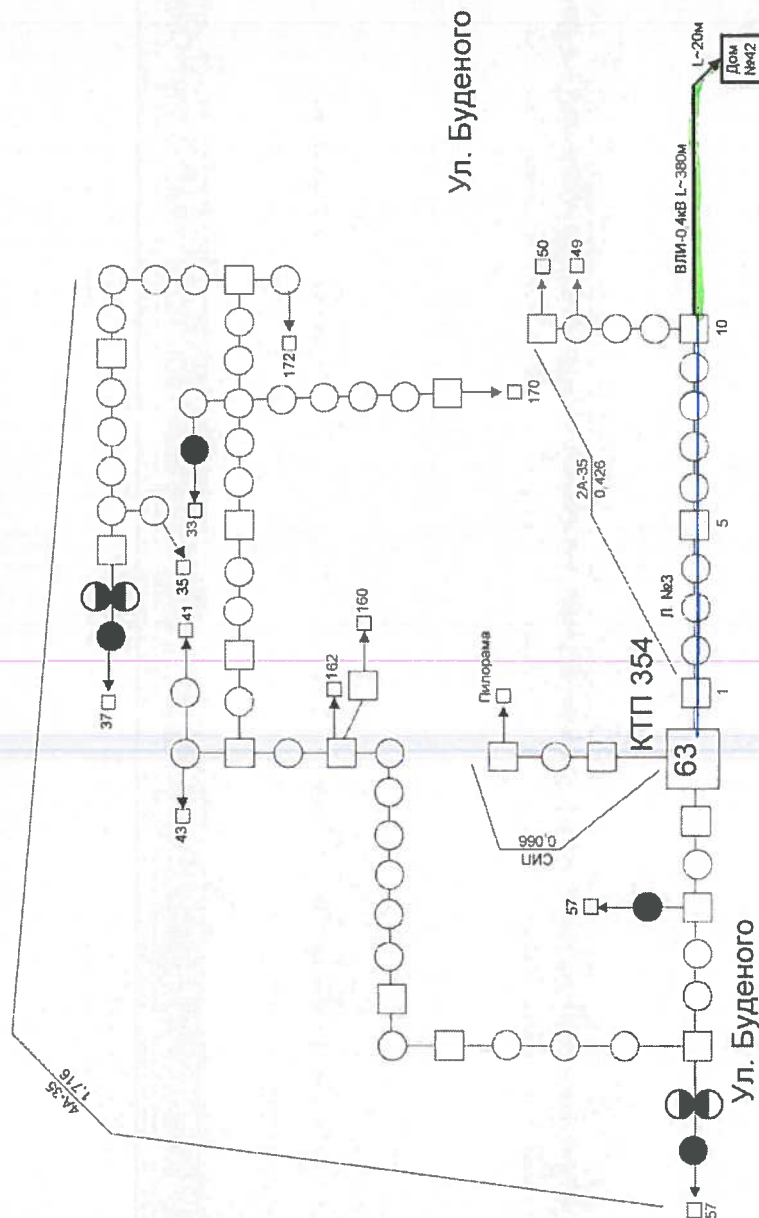 Ул. Буденого
L~20м
Дом
№42
ВЛИ-0,4кВ L~380м
50
49
172
170
33
35
41
37
43
162
160
2А-35
0,426
10
5
1
Л. №3
Пилорама
КТП 354
63
СИП
0,066
57
4А-35
1,716
Ул. Буденого
57